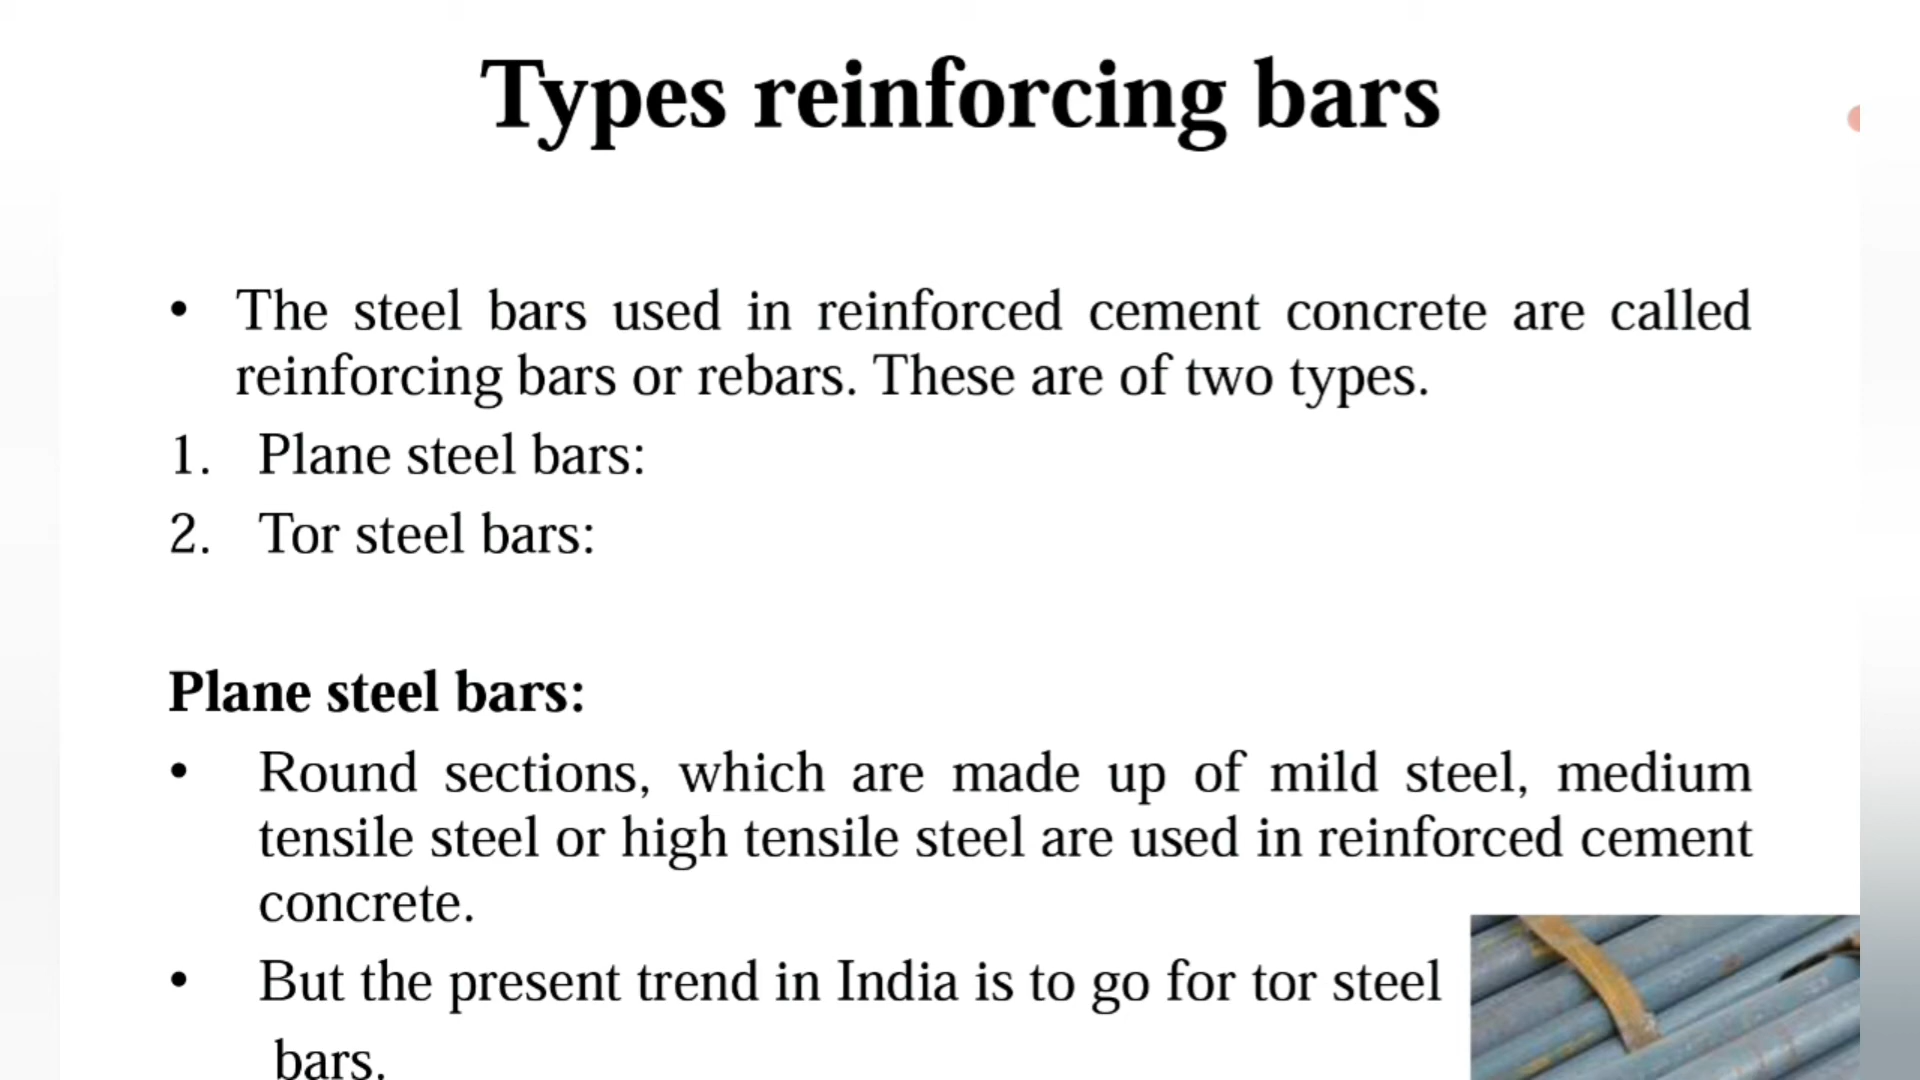 Types reinforcing bars
• The steel bars used in reinforced cement concrete are called
reinforcing bars or rebars. These are of two types.
1. Plane steel bars:
2. Tor steel bars:
Plane steel bars:
• Round sections, which are made up of mild steel, medium
tensile steel or high tensile steel are used in reinforced cement
concrete.
• But the present trend in India is to go for tor steel
bars.